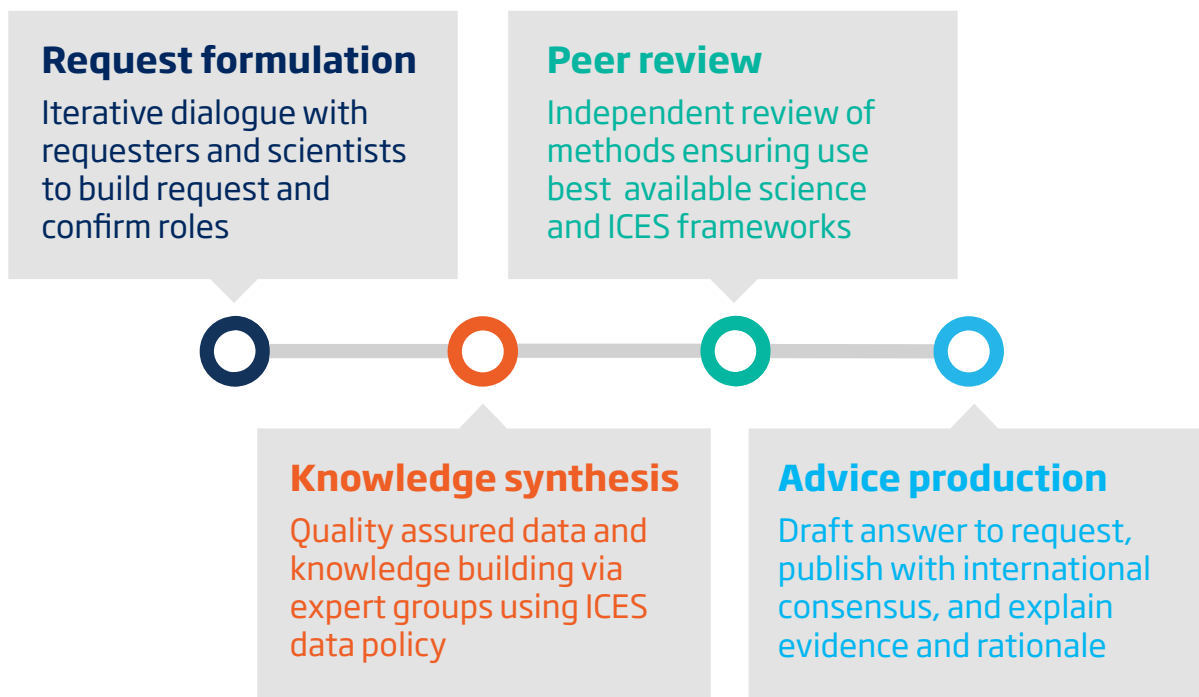 Request formulation
Iterative dialogue with
requesters and scientists
to build request and
confirm roles
Knowledge synthesis
Quality assured data and
knowledge building via
expert groups using ICES
data policy
Peer review
Independent review of
methods ensuring use
best  available science
and ICES frameworks
Advice production
Draft answer to request,
publish with international
consensus, and explain
evidence and rationale